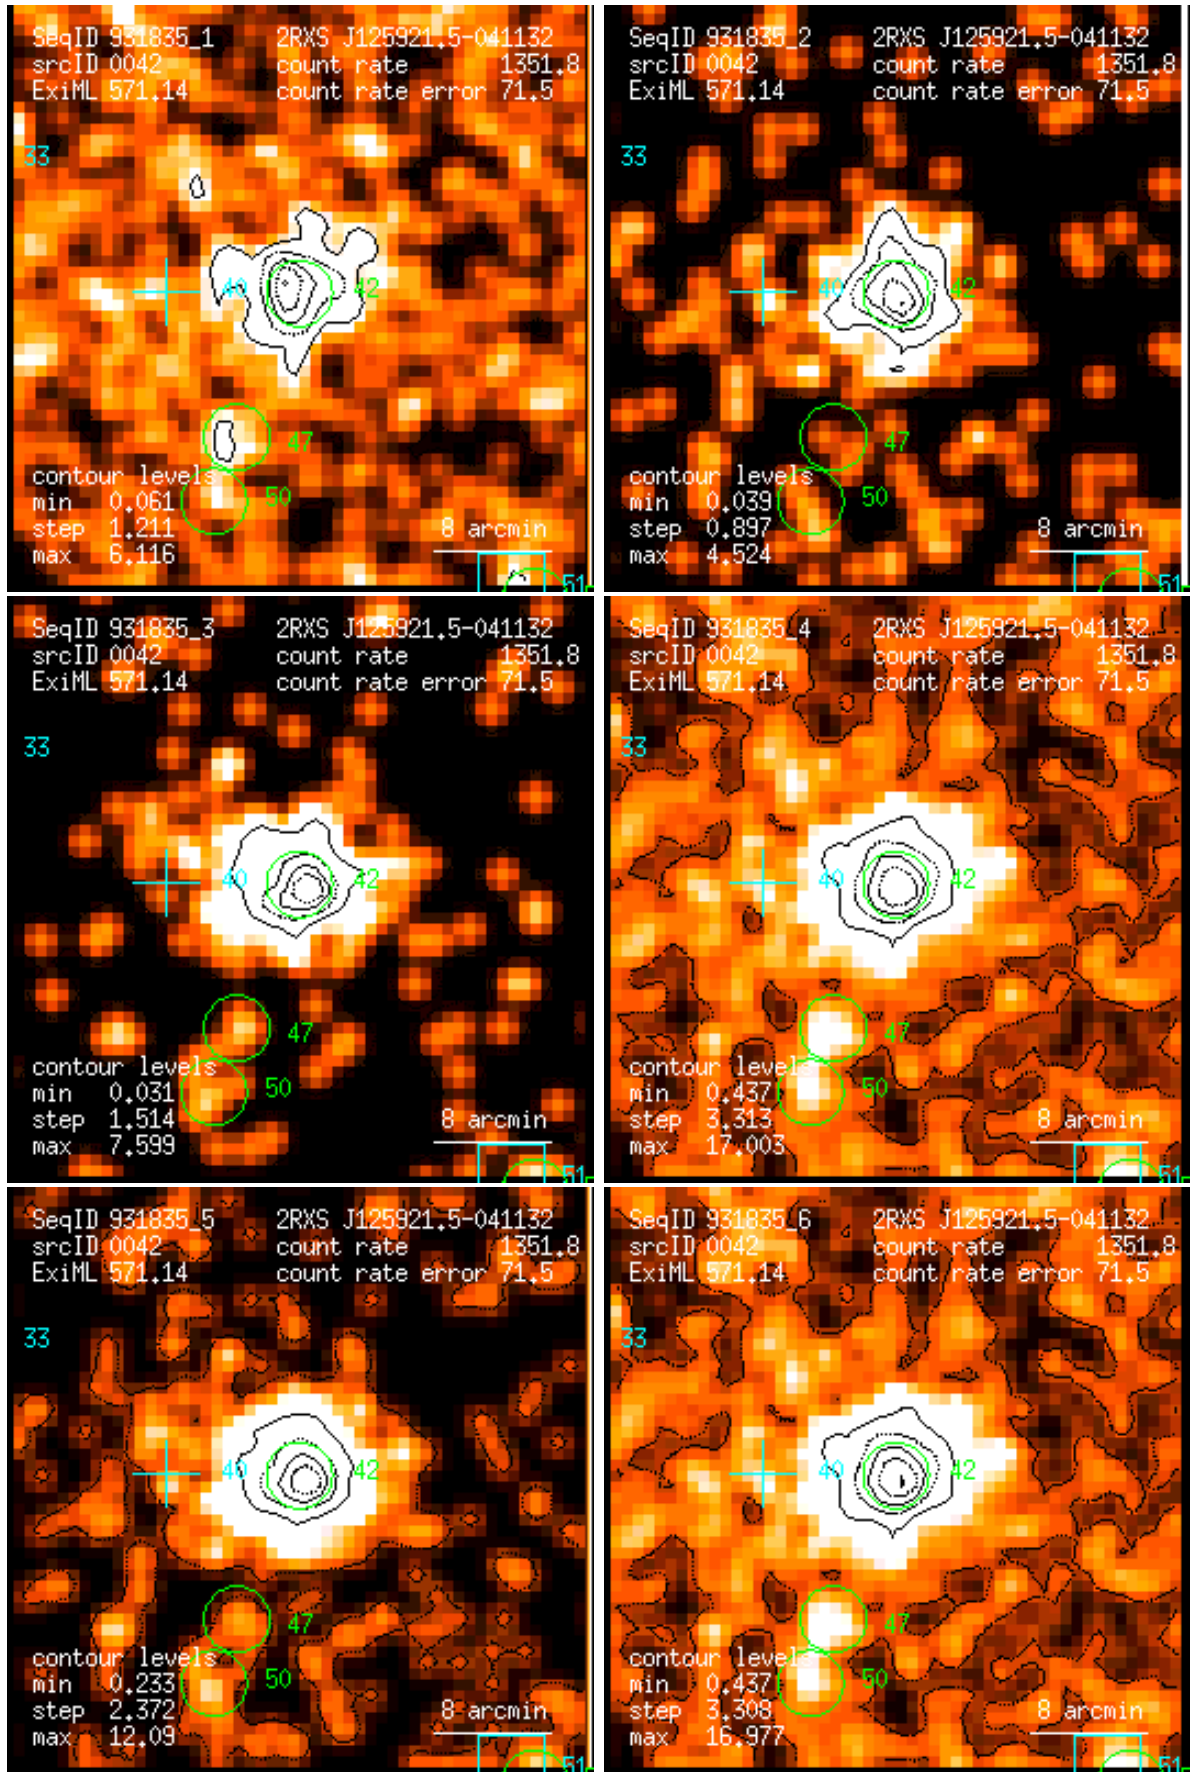 SeqID 931835_1 2RXS J125921.5-041132
srcID 0042 count rate 1351.8
ExiML 571.14 count rate error 71.5
33
40 42
47
contour levels
min 0.061 50
step 1.211 8 arcmin
max 6.116
51
SeqID 931835_2 2RXS J125921.5-041132
srcID 0042 count rate 1351.8
ExiML 571.14 count rate error 71.5
33
40 42
47
contour levels
min 0.039 50
step 0.897 8 arcmin
max 4.524
51
SeqID 931835_3 2RXS J125921.5-041132
srcID 0042 count rate 1351.8
ExiML 571.14 count rate error 71.5
33
40 42
47
contour levels
min 0.031 50
step 1.514 8 arcmin
max 7.599
51
SeqID 931835_4 2RXS J125921.5-041132
srcID 0042 count rate 1351.8
ExiML 571.14 count rate error 71.5
33
40 42
47
contour levels
min 0.437 50
step 3.313 8 arcmin
max 17.003
51
SeqID 931835_5 2RXS J125921.5-041132
srcID 0042 count rate 1351.8
ExiML 571.14 count rate error 71.5
33
40 42
47
contour levels
min 0.233 50
step 2.372 8 arcmin
max 12.09
51
SeqID 931835_6 2RXS J125921.5-041132
srcID 0042 count rate 1351.8
ExiML 571.14 count rate error 71.5
33
40 42
47
contour levels
min 0.437 50
step 3.308 8 arcmin
max 16.977
51